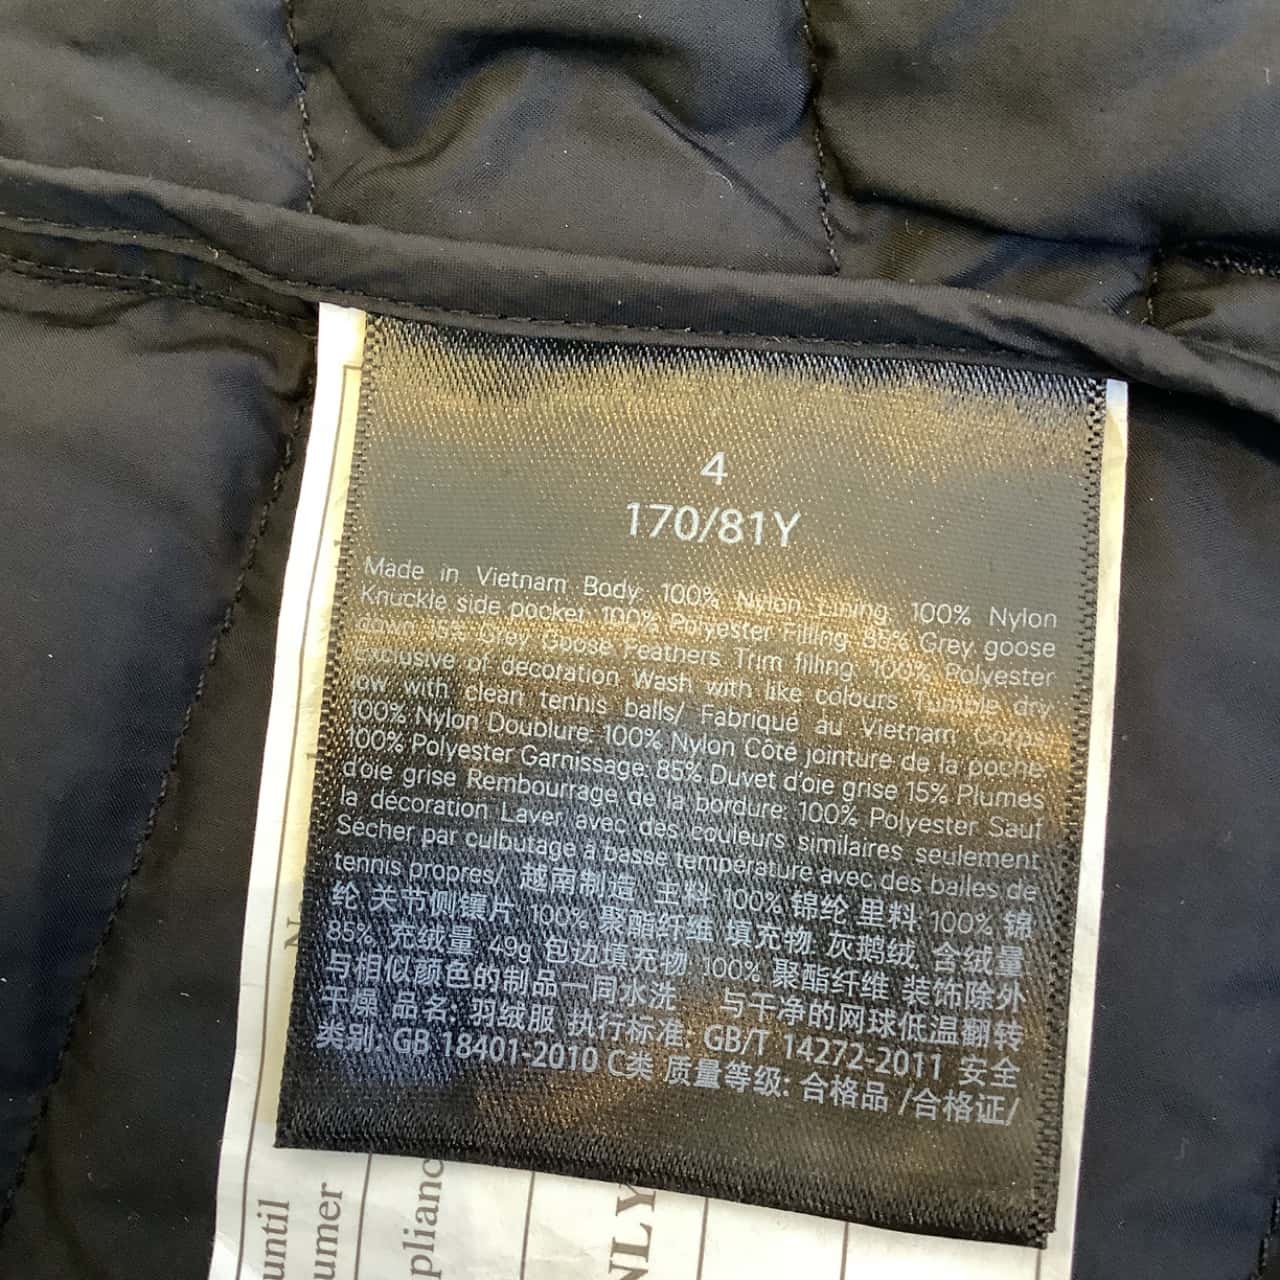 4
170/81Y
Made in Vietnam Body: 100% Nylon Lining: 100% Nylon
Knuckle side pocket: 100% Polyester Filling: 85% Grey goose
down 15% Grey Goose Feathers Trim filling: 100% Polyester
Exclusive of decoration Wash with like colours Tumble dry
low with clean tennis balls/ Fabriqué au Vietnam Corps:
100% Nylon Doublure: 100% Nylon Côté jointure de la poche:
100% Polyester Garnissage: 85% Duvet d'oie grise 15% Plumes
d'oie grise Rembourrage de la bordure: 100% Polyester Sauf
la décoration Laver avec des couleurs similaires seulement
Sécher par culbutage à basse température avec des balles de
tennis propres/ 越南制造 主料 100% 锦纶 里料 100% 锦
纶 关节侧镶片 100% 聚酯纤维 填充物 灰鹅绒, 含绒量
85% 充绒量 49g 包边填充物 100% 聚酯纤维 装饰除外
与相似颜色的制品一同水洗 与干净的网球低温翻转
干燥 品名: 羽绒服 执行标准: GB/T 14272-2011 安全
类别: GB 18401-2010 C类 质量等级: 合格品 /合格证/
until
umer
plianc
NLY